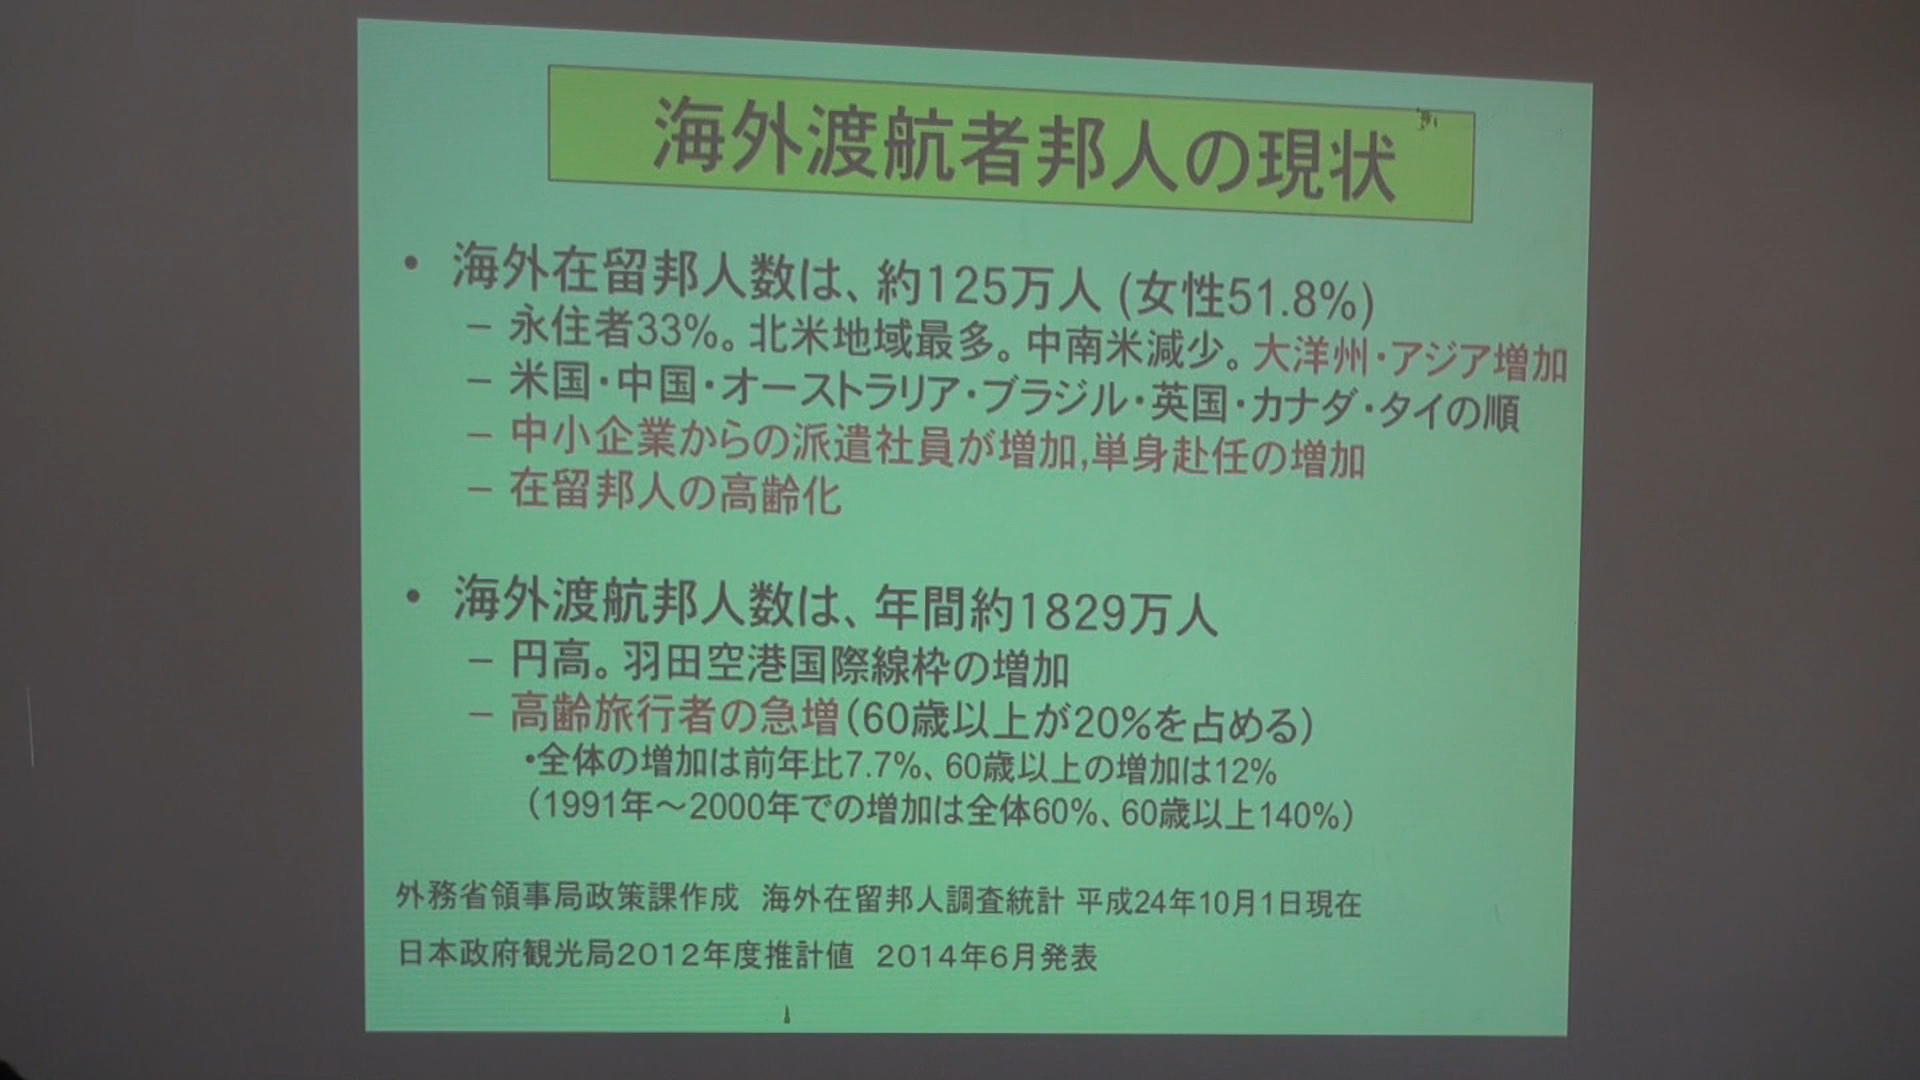 海外渡航者邦人の現状
• 海外在留邦人数は、約125万人 (女性51.8%)
– 永住者33%。北米地域最多。中南米減少。大洋州・アジア増加
– 米国・中国・オーストラリア・ブラジル・英国・カナダ・タイの順
– 中小企業からの派遣社員が増加,単身赴任の増加
– 在留邦人の高齢化
• 海外渡航邦人数は、年間約1829万人
– 円高。羽田空港国際線枠の増加
– 高齢旅行者の急増(60歳以上が20%を占める)
•全体の増加は前年比7.7%、60歳以上の増加は12%
（1991年～2000年での増加は全体60%、60歳以上140%）
外務省領事局政策課作成　海外在留邦人調査統計 平成24年10月1日現在
日本政府観光局2012年度推計値　2014年6月発表